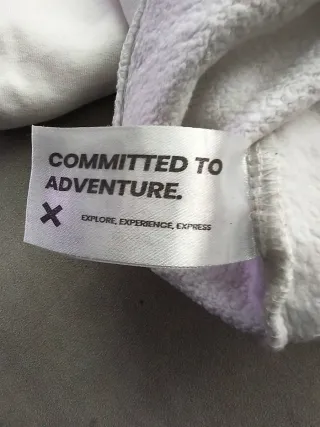 COMMITTED TO
ADVENTURE.
EXPLORE, EXPERIENCE, EXPRESS